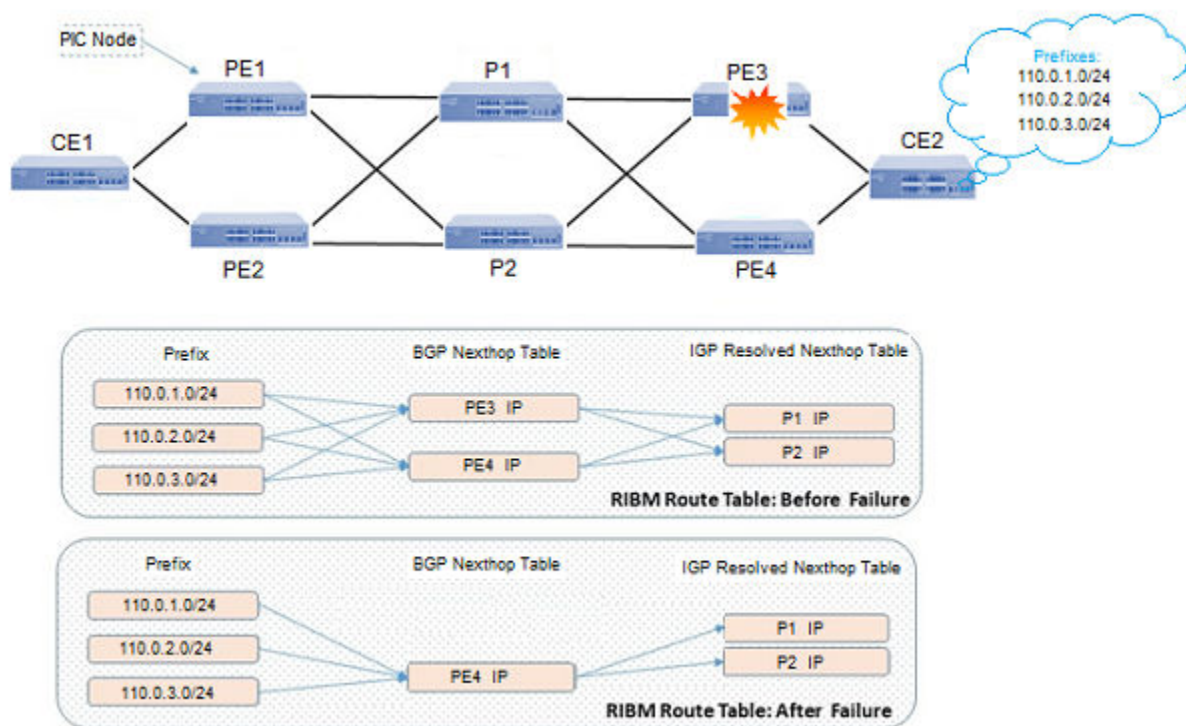 PIC Node
PE1
P1
PE3
Prefixes:
110.0.1.0/24
110.0.2.0/24
110.0.3.0/24
CE1
CE2
PE2
P2
PE4
Prefix
BGP Nexthop Table
IGP Resolved Nexthop Table
110.0.1.0/24
110.0.2.0/24
110.0.3.0/24
PE3 IP
PE4 IP
P1 IP
P2 IP
RIBM Route Table: Before Failure
Prefix
BGP Nexthop Table
IGP Resolved Nexthop Table
110.0.1.0/24
110.0.2.0/24
110.0.3.0/24
PE4 IP
P1 IP
P2 IP
RIBM Route Table: After Failure